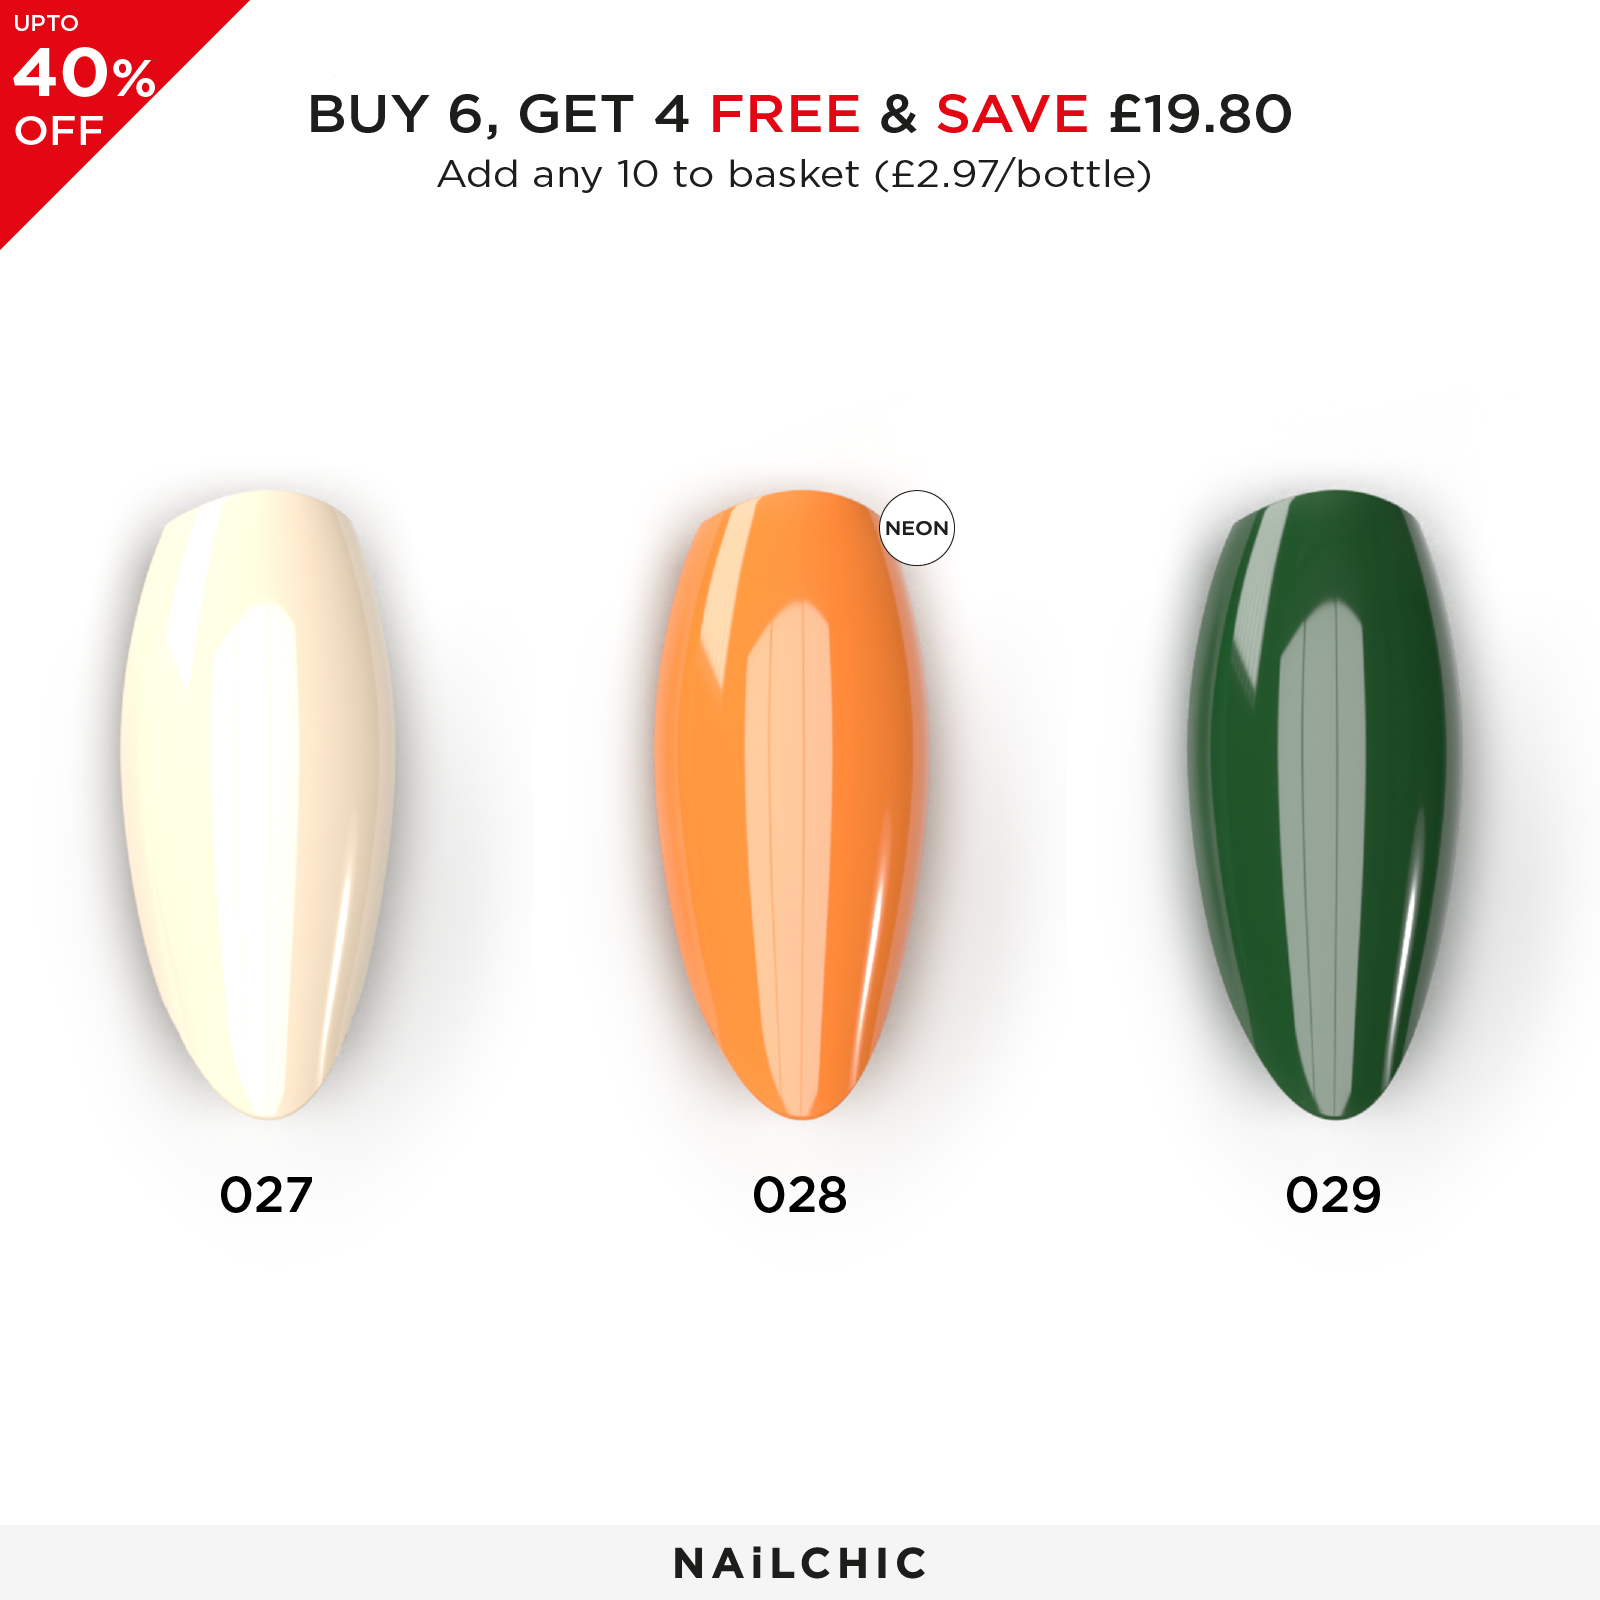 UPTO
40%
OFF
BUY 6, GET 4 FREE & SAVE £19.80
Add any 10 to basket (£2.97/bottle)
NEON
027
028
029
NAiLCHIC